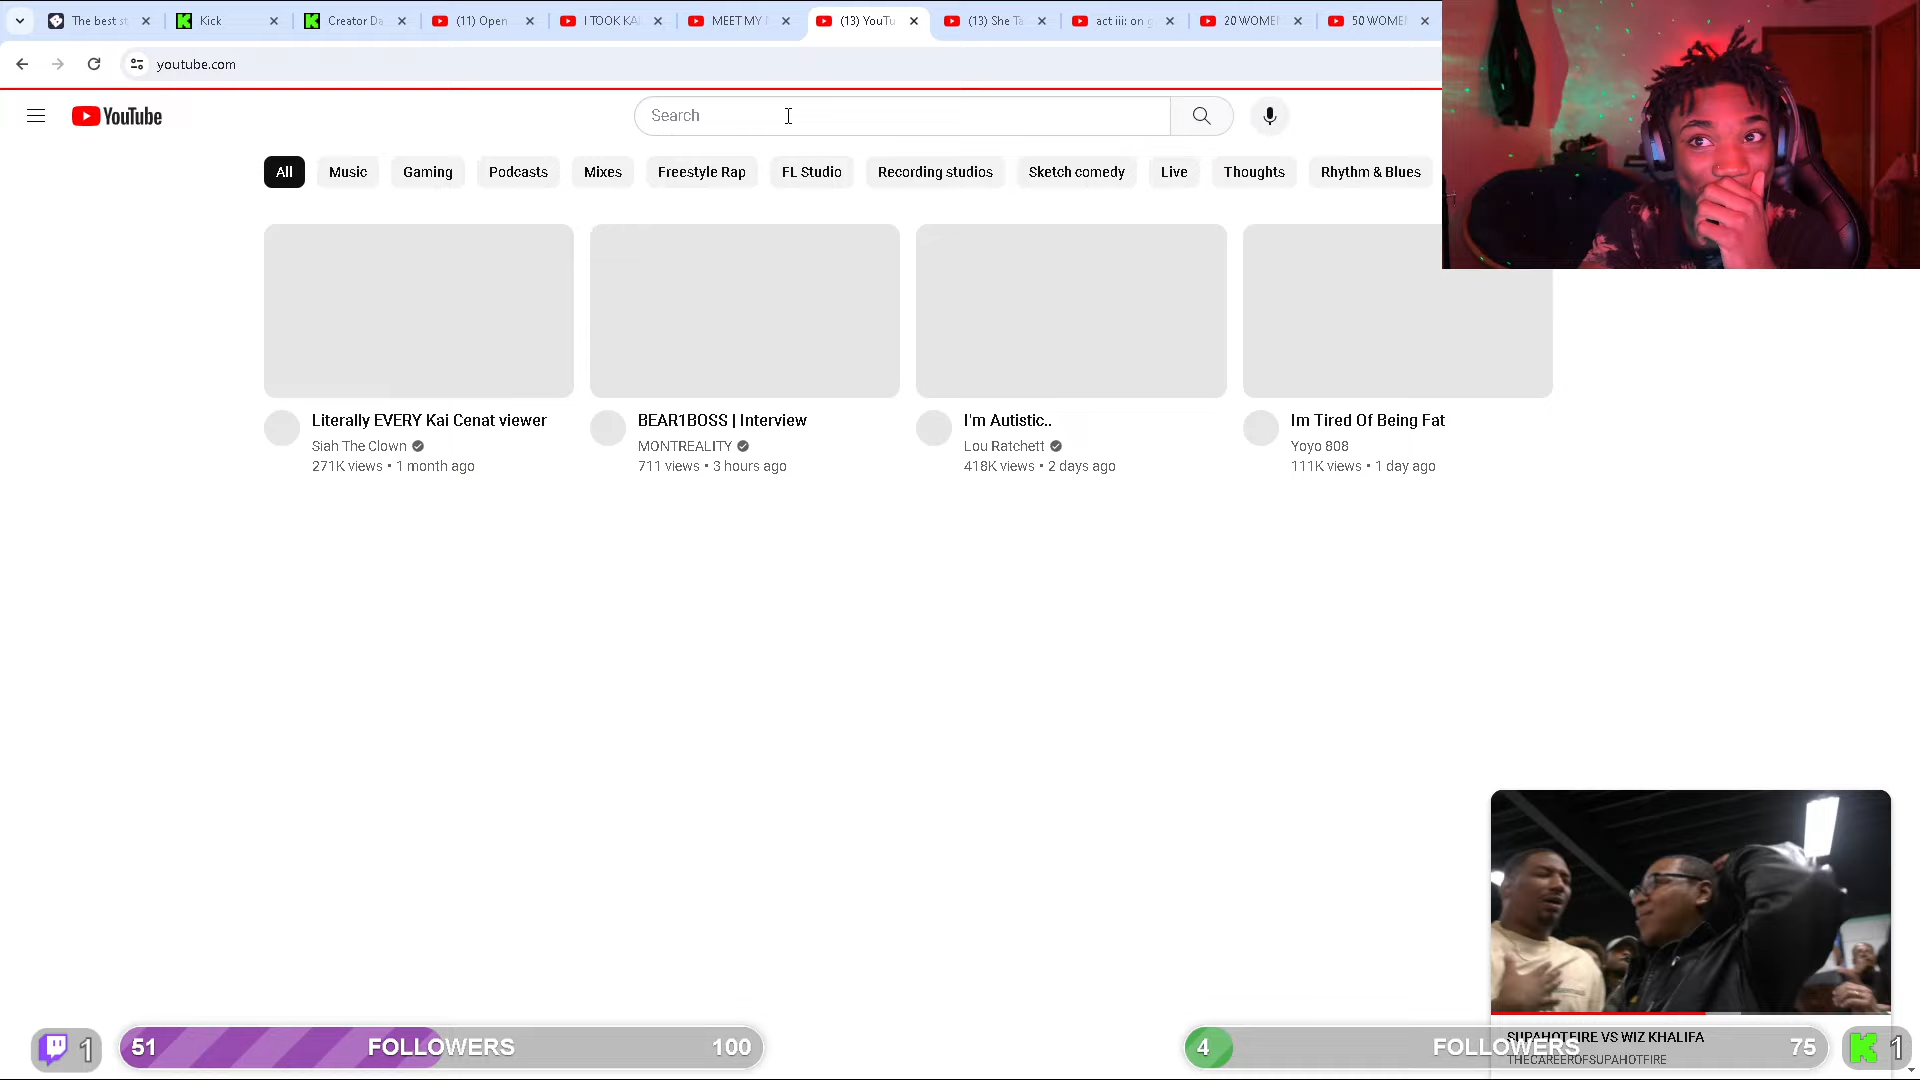 The best st
Kick
Creator Da
(11) Open
I TOOK KA
MEET MY
(13) YouTu
(13) She Ta
act iii: on g
20 WOMEN
50 WOME
youtube.com
YouTube
Search
All
Music
Gaming
Podcasts
Mixes
Freestyle Rap
FL Studio
Recording studios
Sketch comedy
Live
Thoughts
Rhythm & Blues
Literally EVERY Kai Cenat viewer
Siah The Clown
271K views • 1 month ago
BEAR1BOSS | Interview
MONTREALITY
711 views • 3 hours ago
I'm Autistic..
Lou Ratchett
418K views • 2 days ago
Im Tired Of Being Fat
Yoyo 808
111K views • 1 day ago
1
51
FOLLOWERS
100
4
FOLLOWERS
75
SUPAHOTFIRE VS WIZ KHALIFA
THECAREEROFSUPAHOTFIRE
1